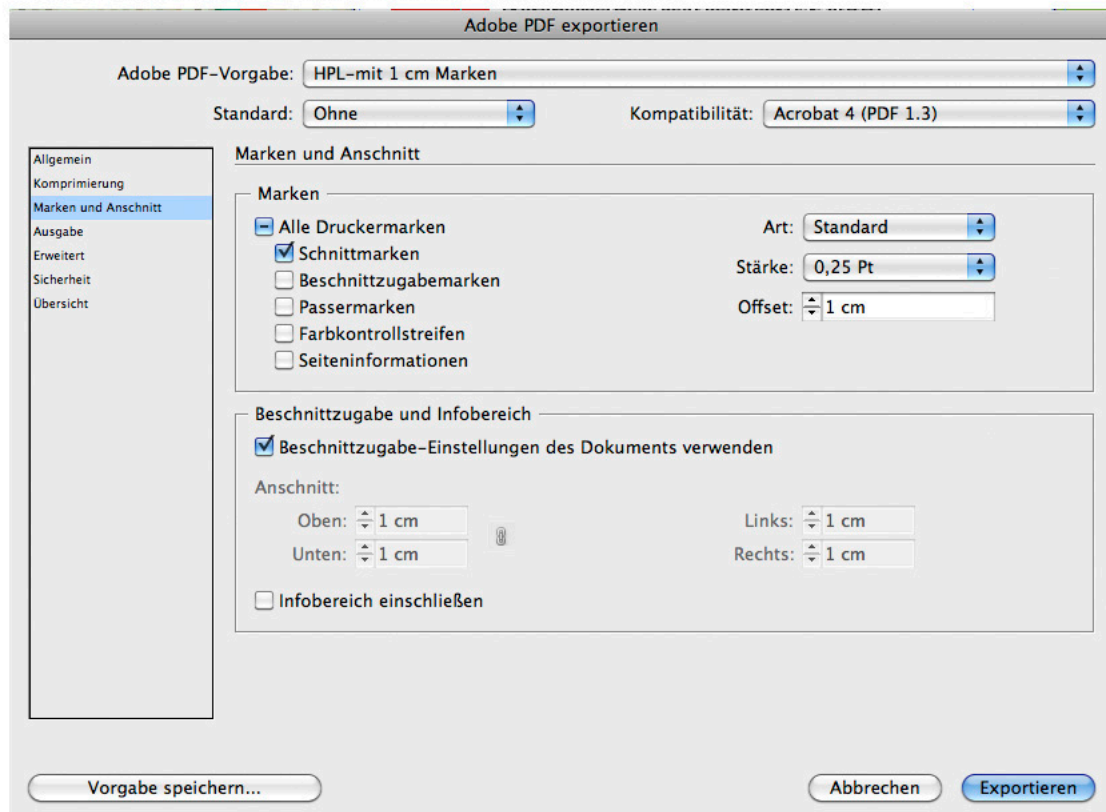 Adobe PDF exportieren
Adobe PDF-Vorgabe: HPL-mit 1 cm Marken
Standard: Ohne Kompatibilität: Acrobat 4 (PDF 1.3)
Allgemein
Komprimierung
Marken und Anschnitt
Ausgabe
Erweitert
Sicherheit
Übersicht
Marken und Anschnitt
Marken
Alle Druckermarken
Schnittmarken
Beschnittzugabemarken
Passermarken
Farbkontrollstreifen
Seiteninformationen
Art: Standard
Stärke: 0,25 Pt
Offset: 1 cm
Beschnittzugabe und Infobereich
Beschnittzugabe-Einstellungen des Dokuments verwenden
Anschnitt:
Oben: 1 cm Links: 1 cm
Unten: 1 cm Rechts: 1 cm
Infobereich einschließen
Vorgabe speichern... Abbrechen Exportieren